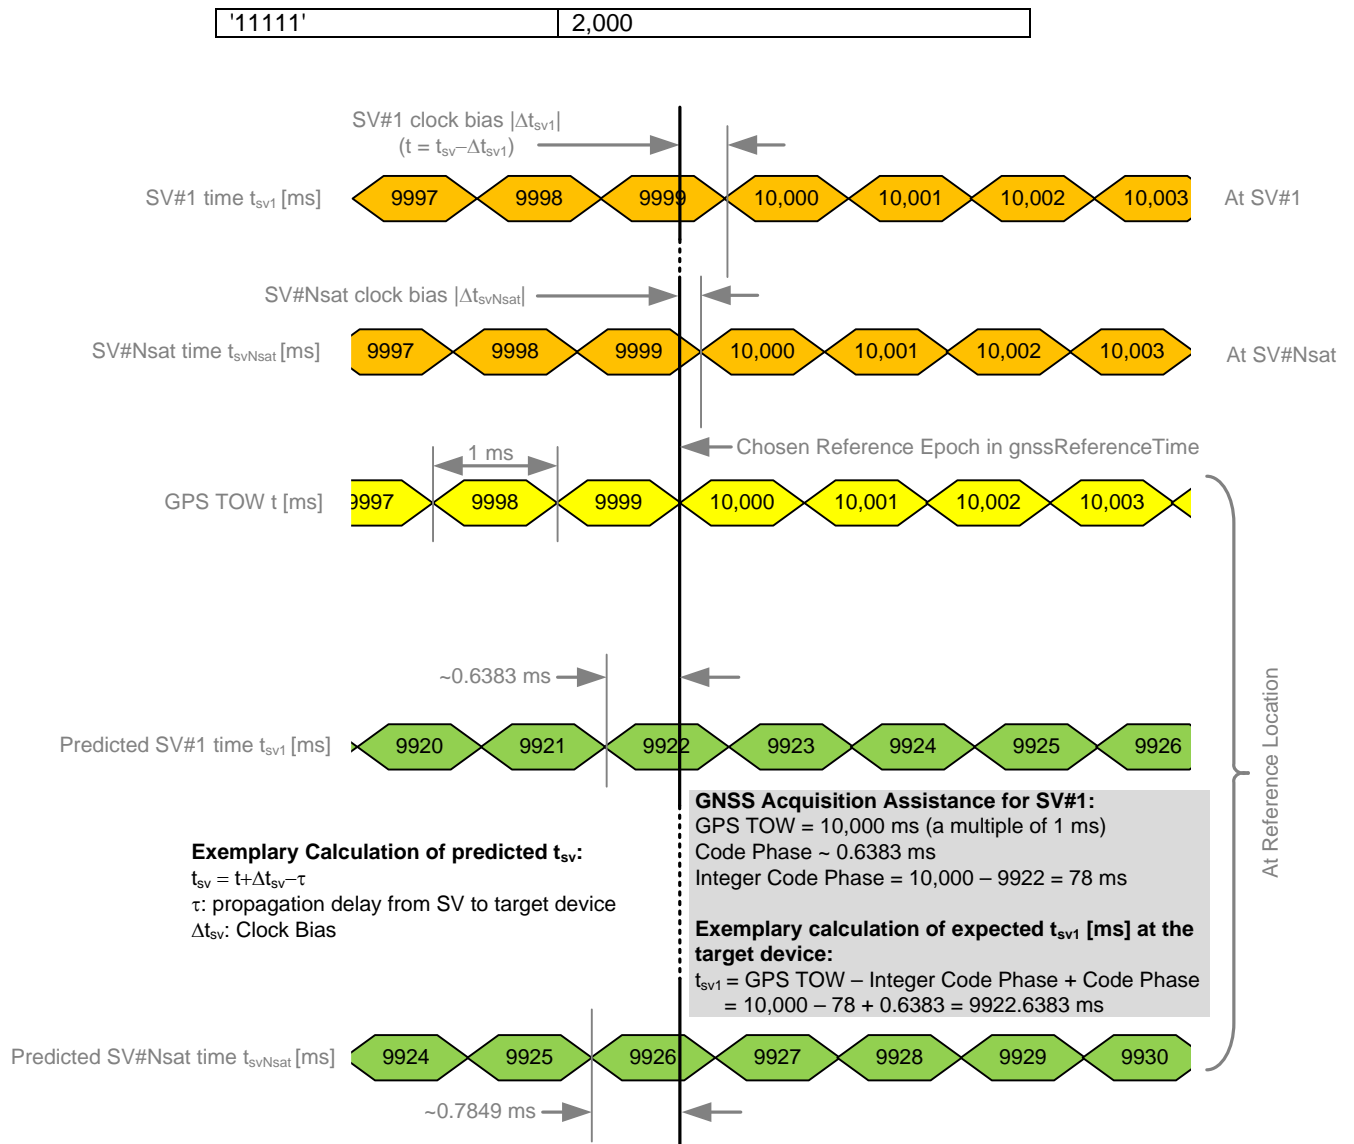 '11111' 2,000
SV#1 clock bias |Δtsv1|
(t = tsv–Δtsv1)
SV#1 time tsv1 [ms] 9997 9998 9999 10,000 10,001 10,002 10,003 At SV#1
SV#Nsat clock bias |ΔtsvNsat|
SV#Nsat time tsvNsat [ms] 9997 9998 9999 10,000 10,001 10,002 10,003 At SV#Nsat
Chosen Reference Epoch in gnssReferenceTime
1 ms
GPS TOW t [ms] 9997 9998 9999 10,000 10,001 10,002 10,003
~0.6383 ms
Predicted SV#1 time tsv1 [ms] 9920 9921 9922 9923 9924 9925 9926
At Reference Location
Exemplary Calculation of predicted tsv:
tsv = t+Δtsv–τ
τ: propagation delay from SV to target device
Δtsv: Clock Bias
GNSS Acquisition Assistance for SV#1:
GPS TOW = 10,000 ms (a multiple of 1 ms)
Code Phase ~ 0.6383 ms
Integer Code Phase = 10,000 – 9922 = 78 ms
Exemplary calculation of expected tsv1 [ms] at the
target device:
tsv1 = GPS TOW – Integer Code Phase + Code Phase
= 10,000 – 78 + 0.6383 = 9922.6383 ms
Predicted SV#Nsat time tsvNsat [ms] 9924 9925 9926 9927 9928 9929 9930
~0.7849 ms